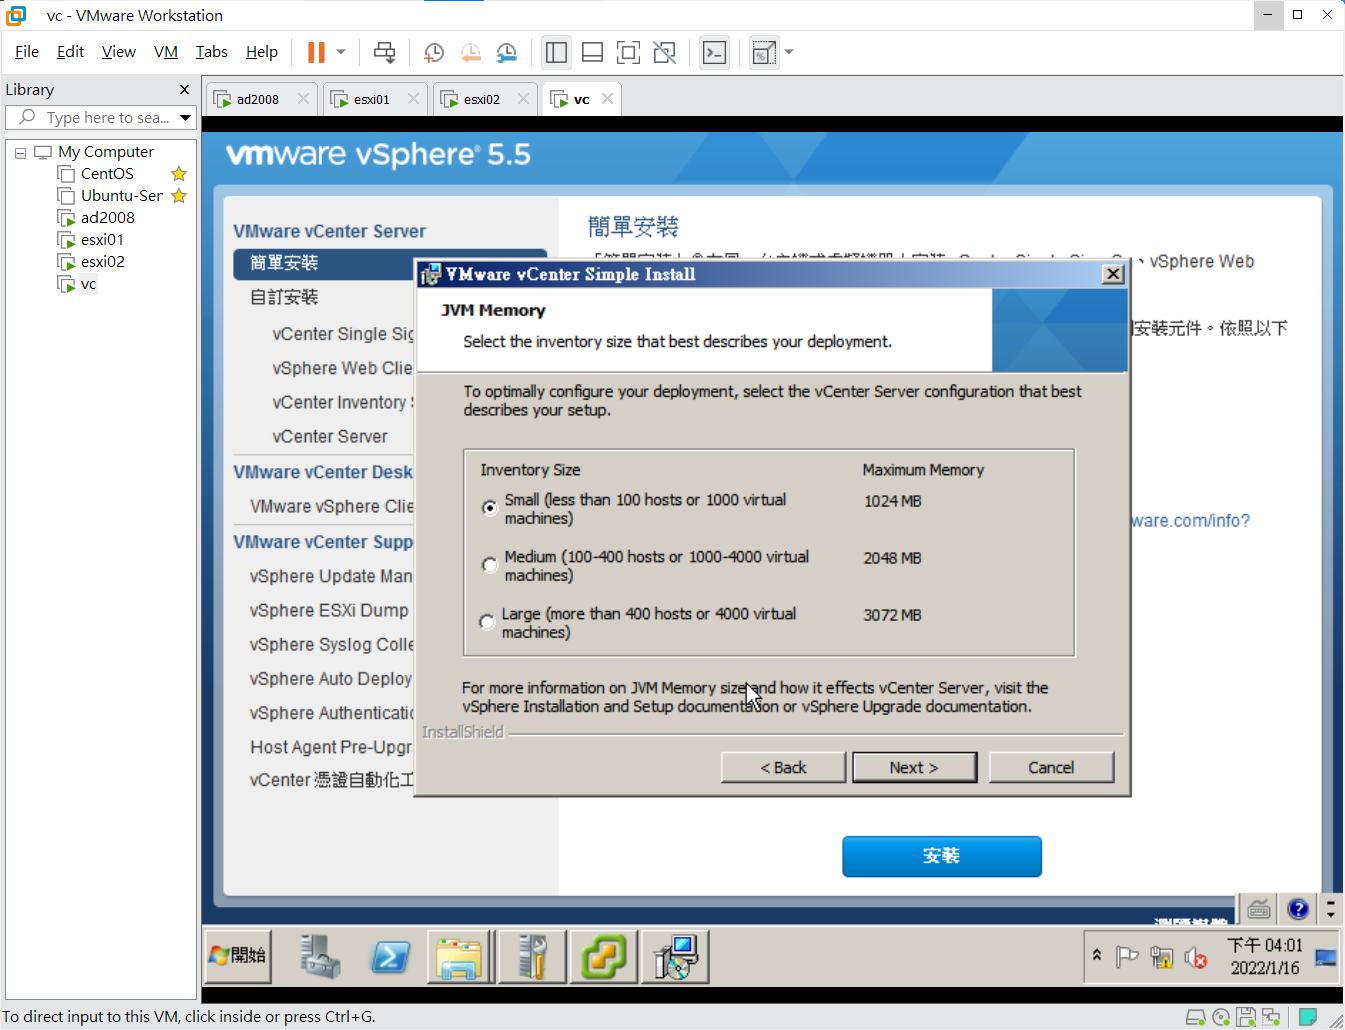 vc - VMware Workstation
File Edit View VM Tabs Help
Library
Type here to sea...
My Computer
CentOS
Ubuntu-Ser
ad2008
esxi01
esxi02
vc
ad2008
esxi01
esxi02
vc
vmware vSphere® 5.5
VMware vCenter Server
簡單安裝
自訂安裝
vCenter Single Sig
vSphere Web Clie
vCenter Inventory
vCenter Server
VMware vCenter Desk
VMware vSphere Clie
VMware vCenter Supp
vSphere Update Man
vSphere ESXi Dump
vSphere Syslog Colle
vSphere Auto Deploy
vSphere Authenticatio
Host Agent Pre-Upgr
vCenter 憑證自動化工
簡單安裝
、vSphere Web
安裝元件。依照以下
ware.com/info?
VMware vCenter Simple Install
JVM Memory
Select the inventory size that best describes your deployment.
To optimally configure your deployment, select the vCenter Server configuration that best
describes your setup.
Inventory Size Maximum Memory
Small (less than 100 hosts or 1000 virtual
machines) 1024 MB
Medium (100-400 hosts or 1000-4000 virtual
machines) 2048 MB
Large (more than 400 hosts or 4000 virtual
machines) 3072 MB
For more information on JVM Memory size and how it effects vCenter Server, visit the
vSphere Installation and Setup documentation or vSphere Upgrade documentation.
InstallShield
< Back Next > Cancel
安裝
開始
下午 04:01
2022/1/16
To direct input to this VM, click inside or press Ctrl+G.